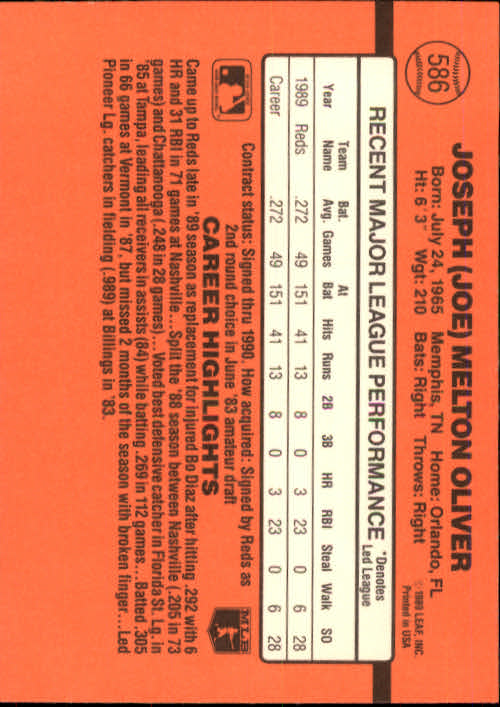 586
JOSEPH (JOE) MELTON OLIVER
Born: July 24, 1965 Memphis, TN Home: Orlando, FL
Ht: 6'3" Wgt: 210 Bats: Right Throws: Right
© 1989 LEAF, INC.
Printed in USA
RECENT MAJOR LEAGUE PERFORMANCE
*Denotes
Led League
Year Team Name Bat. Avg. Games At Bat Hits Runs 2B 3B HR RBI Steal Walk SO
1989 Reds .272 49 151 41 13 8 0 3 23 0 6 28
Career .272 49 151 41 13 8 0 3 23 0 6 28
Contract status: Signed thru 1990. How acquired: Signed by Reds as
2nd round choice in June '83 amateur draft
MLB
CAREER HIGHLIGHTS
Came up to Reds late in '89 season as replacement for injured Bo Diaz after hitting .292 with 6
HR and 31 RBI in 71 games at Nashville... Split the '88 season between Nashville (.205 in 73
games) and Chattanooga (.248 in 28 games)... Voted best defensive catcher in Florida St. Lg. in
'85 at Tampa, leading all receivers in assists (84) while batting .269 in 112 games... Batted .305
in 66 games at Vermont in '87, but missed 2 months of the season with broken finger... Led
Pioneer Lg. catchers in fielding (.989) at Billings in '83.